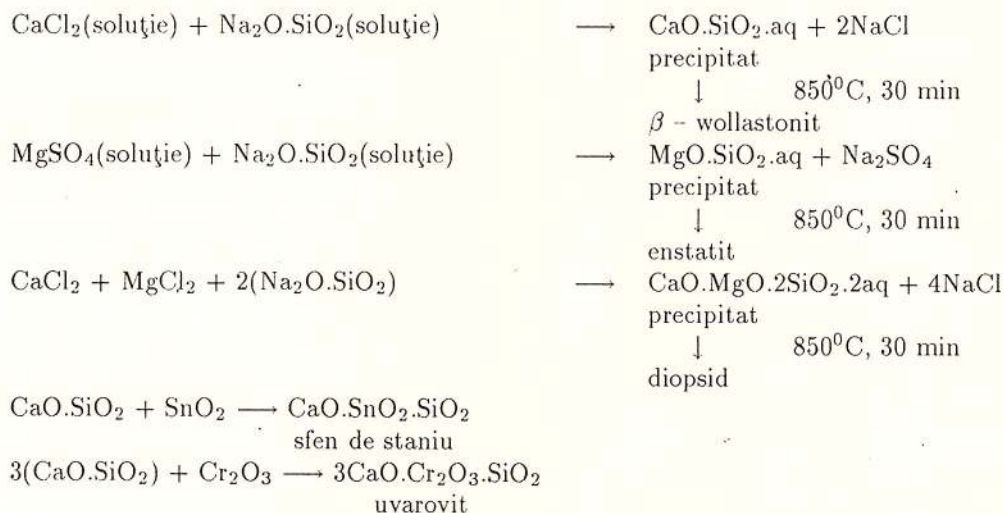 CaCl₂(soluţie) + Na₂O.SiO₂(soluţie) ⟶ CaO.SiO₂.aq + 2NaCl
precipitat
↓ 850⁰C, 30 min
β – wollastonit
MgSO₄(soluţie) + Na₂O.SiO₂(soluţie) ⟶ MgO.SiO₂.aq + Na₂SO₄
precipitat
↓ 850⁰C, 30 min
enstatit
CaCl₂ + MgCl₂ + 2(Na₂O.SiO₂) ⟶ CaO.MgO.2SiO₂.2aq + 4NaCl
precipitat
↓ 850⁰C, 30 min
diopsid
CaO.SiO₂ + SnO₂ ⟶ CaO.SnO₂.SiO₂
sfen de staniu
3(CaO.SiO₂) + Cr₂O₃ ⟶ 3CaO.Cr₂O₃.SiO₂
uvarovit